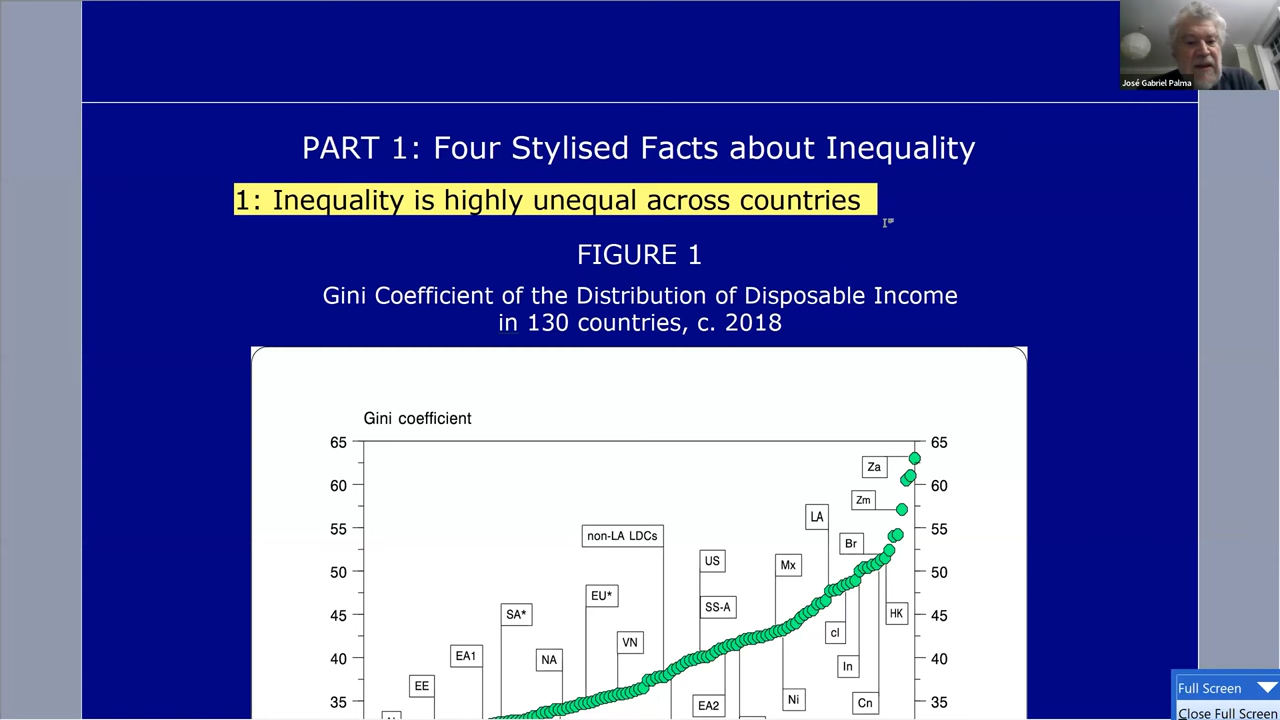 José Gabriel Palma
PART 1: Four Stylised Facts about Inequality
1: Inequality is highly unequal across countries
FIGURE 1
Gini Coefficient of the Distribution of Disposable Income
in 130 countries, c. 2018
Gini coefficient
65
65
Za
60
60
Zm
55
LA
55
non-LA LDCs
Br
US
Mx
50
50
EU*
SS-A
SA*
45
HK
45
VN
cl
EA1
NA
40
In
40
EE
Ni
Cn
35
EA2
35
Full Screen
Close Full Screen